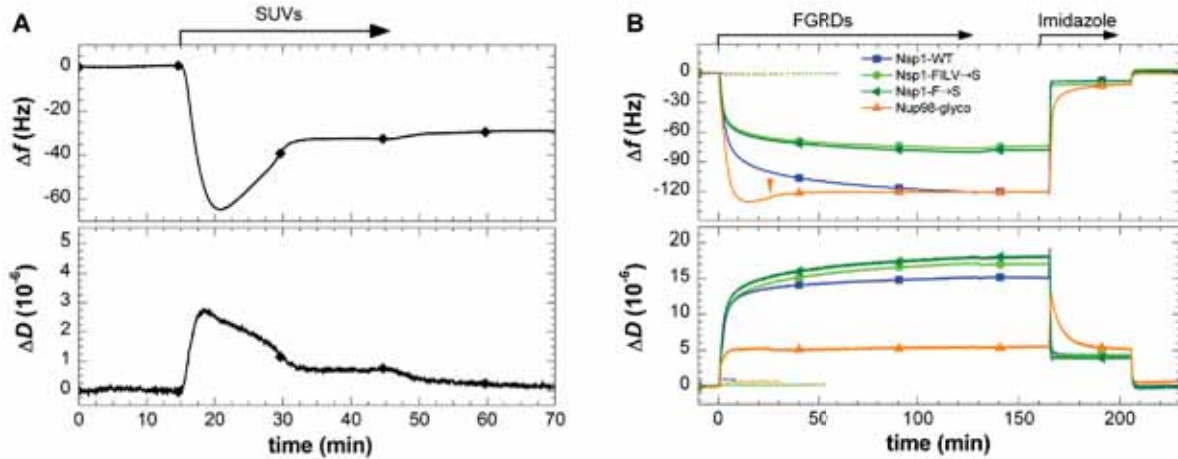 A
SUVs
0
-20
-40
-60
Δf (Hz)
5
4
3
2
1
0
ΔD (10⁻⁶)
0 10 20 30 40 50 60 70
time (min)
B
FGRDs
Imidazole
Nsp1-WT
Nsp1-FILV→S
Nsp1-F→S
Nup98-glyco
0
-30
-60
-90
-120
Δf (Hz)
20
15
10
5
0
ΔD (10⁻⁶)
0 50 100 150 200
time (min)